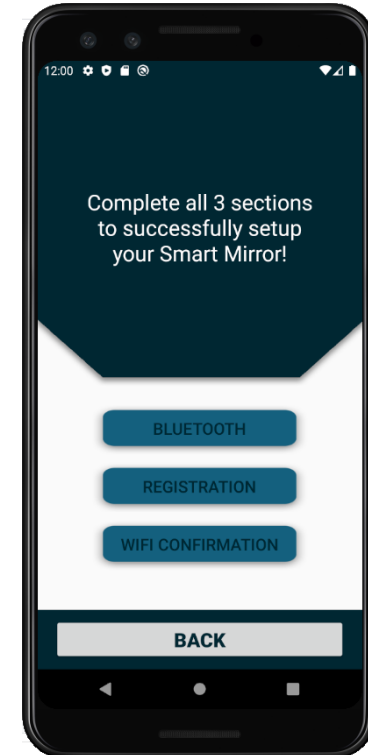 12:00
Complete all 3 sections
to successfully setup
your Smart Mirror!
BLUETOOTH
REGISTRATION
WIFI CONFIRMATION
BACK